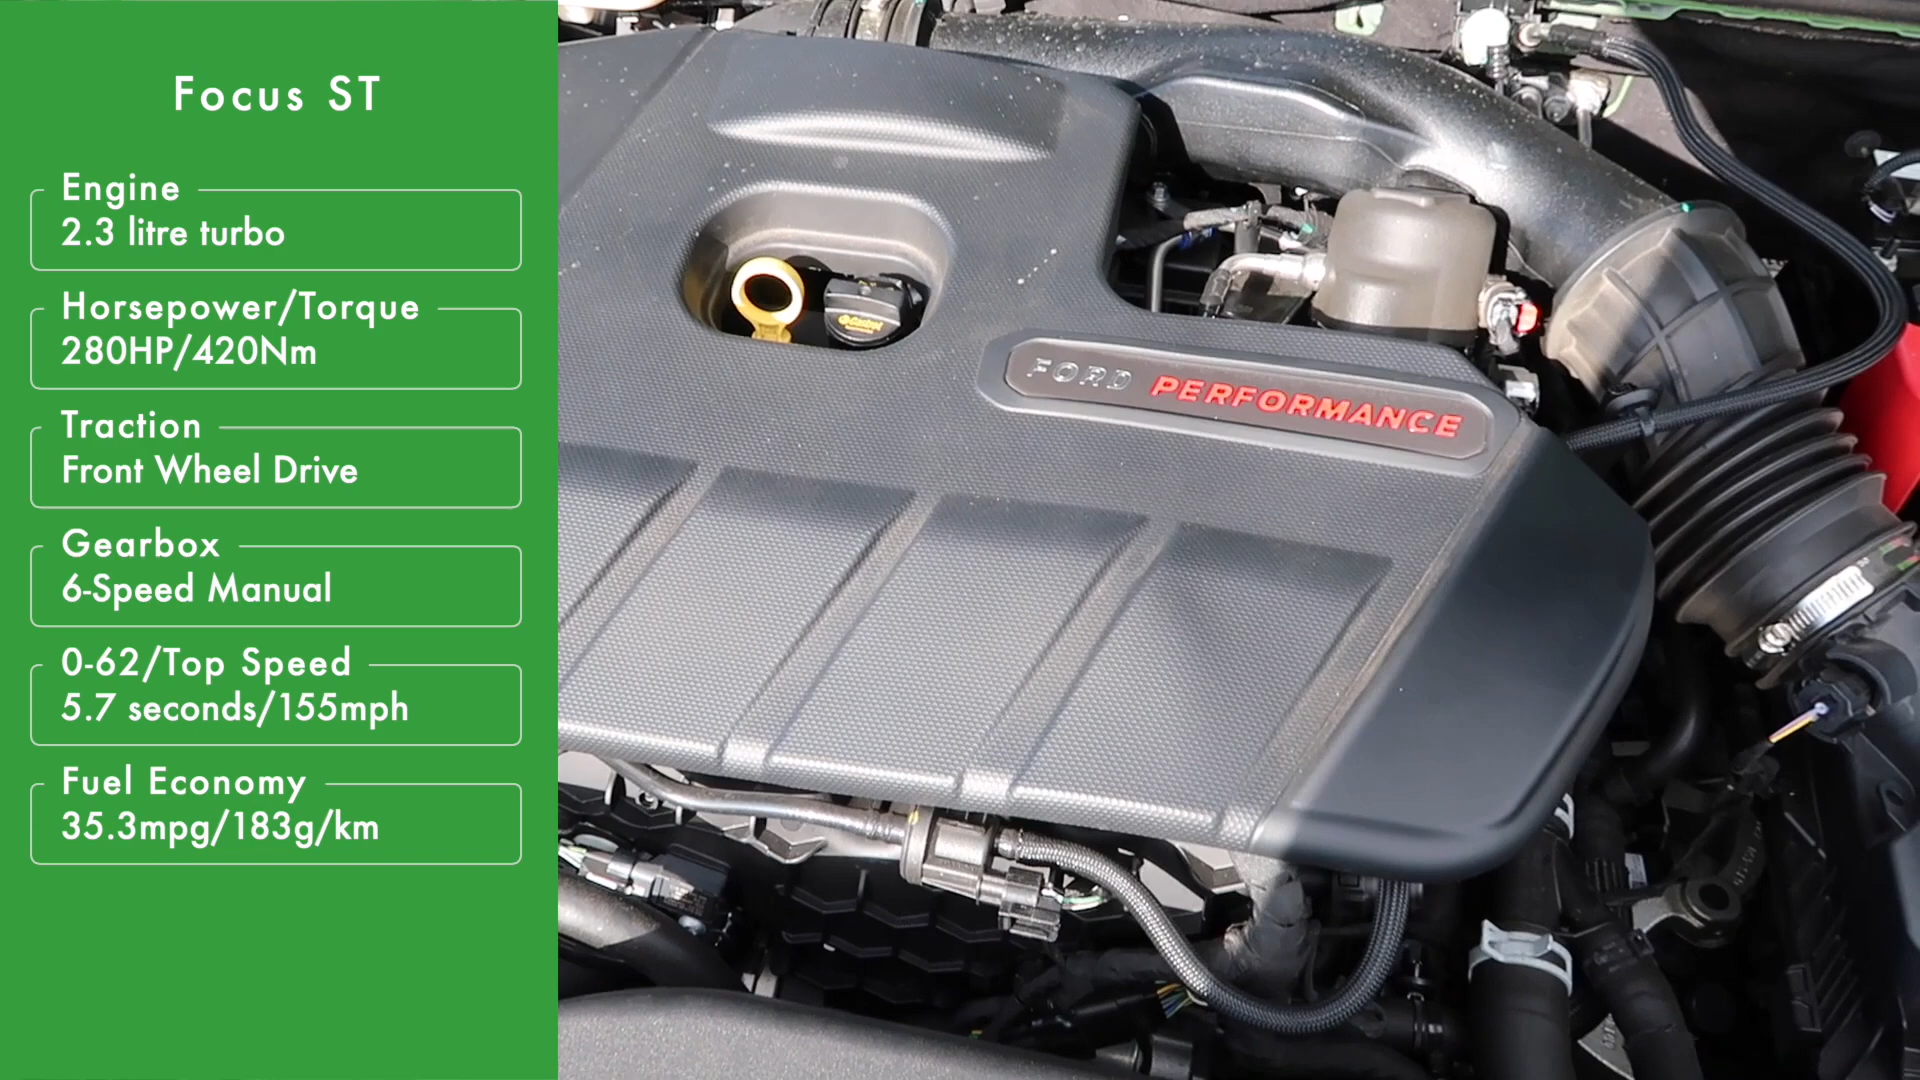 Focus ST
Engine
2.3 litre turbo
Horsepower/Torque
280HP/420Nm
Traction
Front Wheel Drive
Gearbox
6-Speed Manual
0-62/Top Speed
5.7 seconds/155mph
Fuel Economy
35.3mpg/183g/km
Castrol
FORD PERFORMANCE